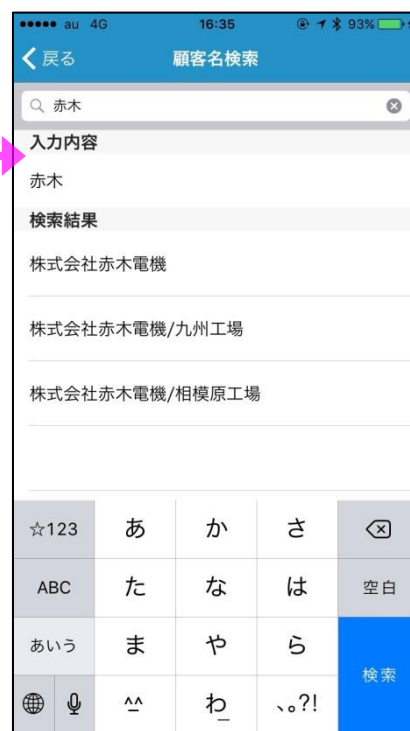 au 4G 16:35 93%
戻る 顧客名検索
赤木
入力内容
赤木
検索結果
株式会社赤木電機
株式会社赤木電機/九州工場
株式会社赤木電機/相模原工場
☆123 あ か さ
ABC た な は 空白
あいう ま や ら 検索
^^ わ_ 、。?!